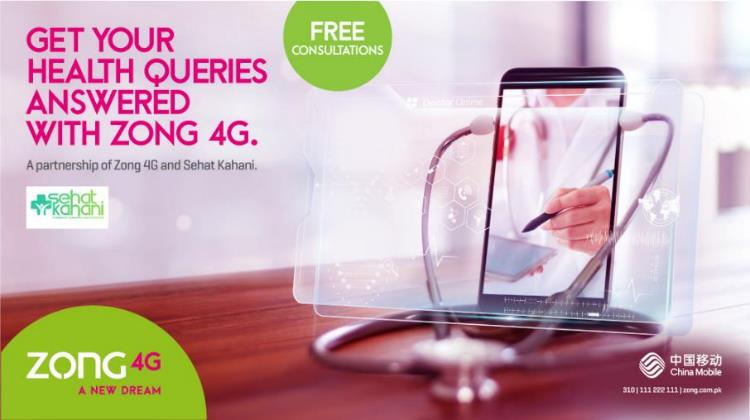 GET YOUR
HEALTH QUERIES
ANSWERED
WITH ZONG 4G.
A partnership of Zong 4G and Sehat Kahani.
sehat
kahani
FREE
CONSULTATIONS
Doctor Online
ZONG 4G
A NEW DREAM
中国移动
China Mobile
310 | 111 222 111 | zong.com.pk